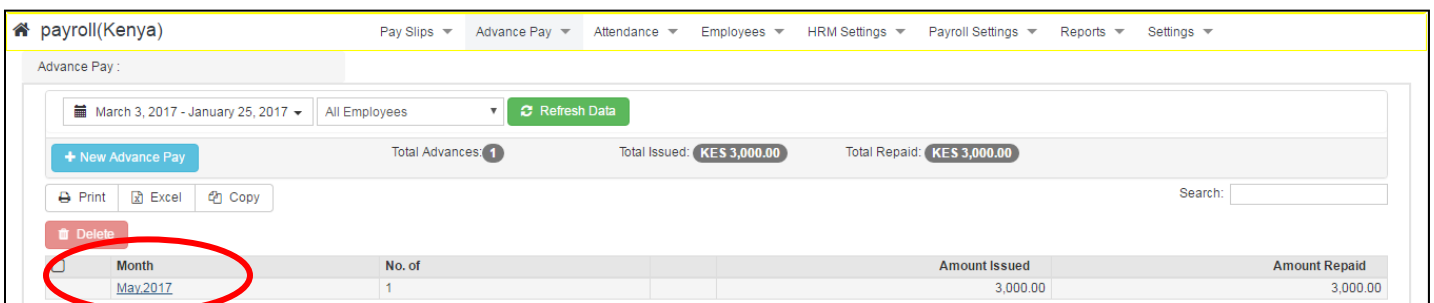 payroll(Kenya) Pay Slips Advance Pay Attendance Employees HRM Settings Payroll Settings Reports Settings
Advance Pay :
March 3, 2017 - January 25, 2017 All Employees Refresh Data
New Advance Pay Total Advances: 1 Total Issued: KES 3,000.00 Total Repaid: KES 3,000.00
Print Excel Copy Search:
Delete
Month No. of Amount Issued Amount Repaid
May,2017 1 3,000.00 3,000.00